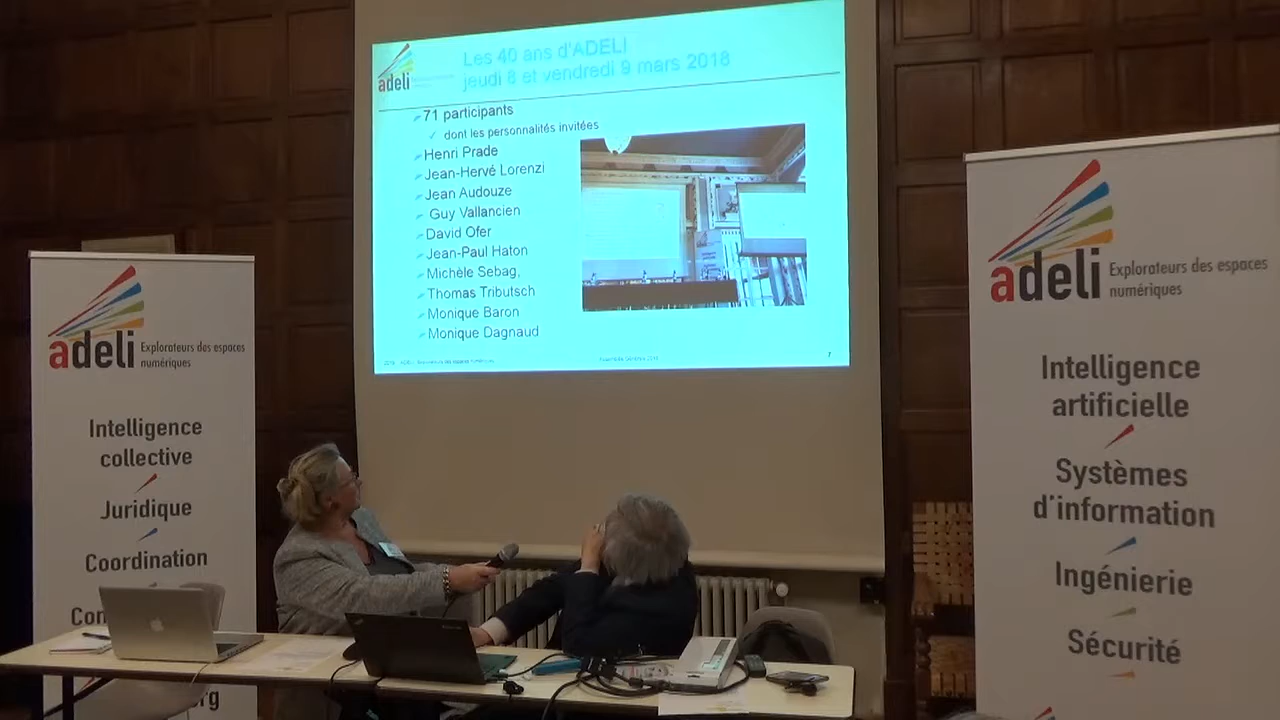 adeli
Les 40 ans d'ADELI
jeudi 8 et vendredi 9 mars 2018
71 participants
dont les personnalités invitées
Henri Prade
Jean-Hervé Lorenzi
Jean Audouze
Guy Vallancien
David Ofer
Jean-Paul Haton
Michèle Sebag,
Thomas Tributsch
Monique Baron
Monique Dagnaud
7
adeli Explorateurs des espaces
numériques
Intelligence
collective
Juridique
Coordination
adeli Explorateurs des espaces
numériques
Intelligence
artificielle
Systèmes
d'information
Ingénierie
Sécurité